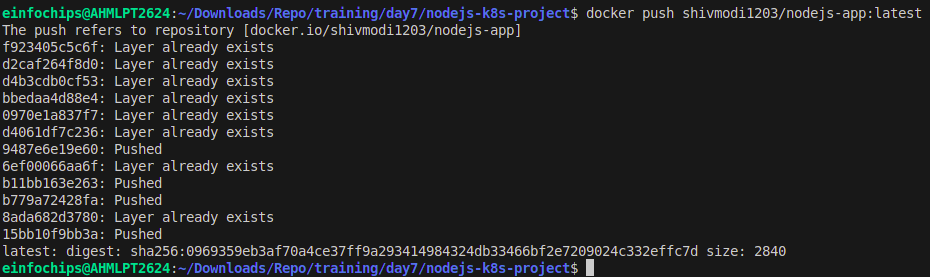 einfochips@AHMLPT2624:~/Downloads/Repo/training/day7/nodejs-k8s-project$ docker push shivmodi1203/nodejs-app:latest
The push refers to repository [docker.io/shivmodi1203/nodejs-app]
f923405c5c6f: Layer already exists
d2caf264f8d0: Layer already exists
d4b3cdb0cf53: Layer already exists
bbedaa4d88e4: Layer already exists
0970e1a837f7: Layer already exists
d4061df7c236: Layer already exists
9487e6e19e60: Pushed
6ef00066aa6f: Layer already exists
b11bb163e263: Pushed
b779a72428fa: Pushed
8ada682d3780: Layer already exists
15bb10f9bb3a: Pushed
latest: digest: sha256:0969359eb3af70a4ce37ff9a293414984324db33466bf2e7209024c332effc7d size: 2840
einfochips@AHMLPT2624:~/Downloads/Repo/training/day7/nodejs-k8s-project$